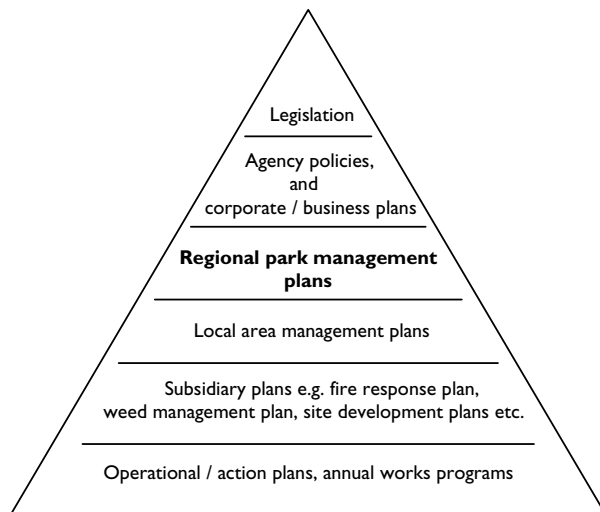 Legislation
Agency policies,
and
corporate / business plans
Regional park management
plans
Local area management plans
Subsidiary plans e.g. fire response plan,
weed management plan, site development plans etc.
Operational / action plans, annual works programs